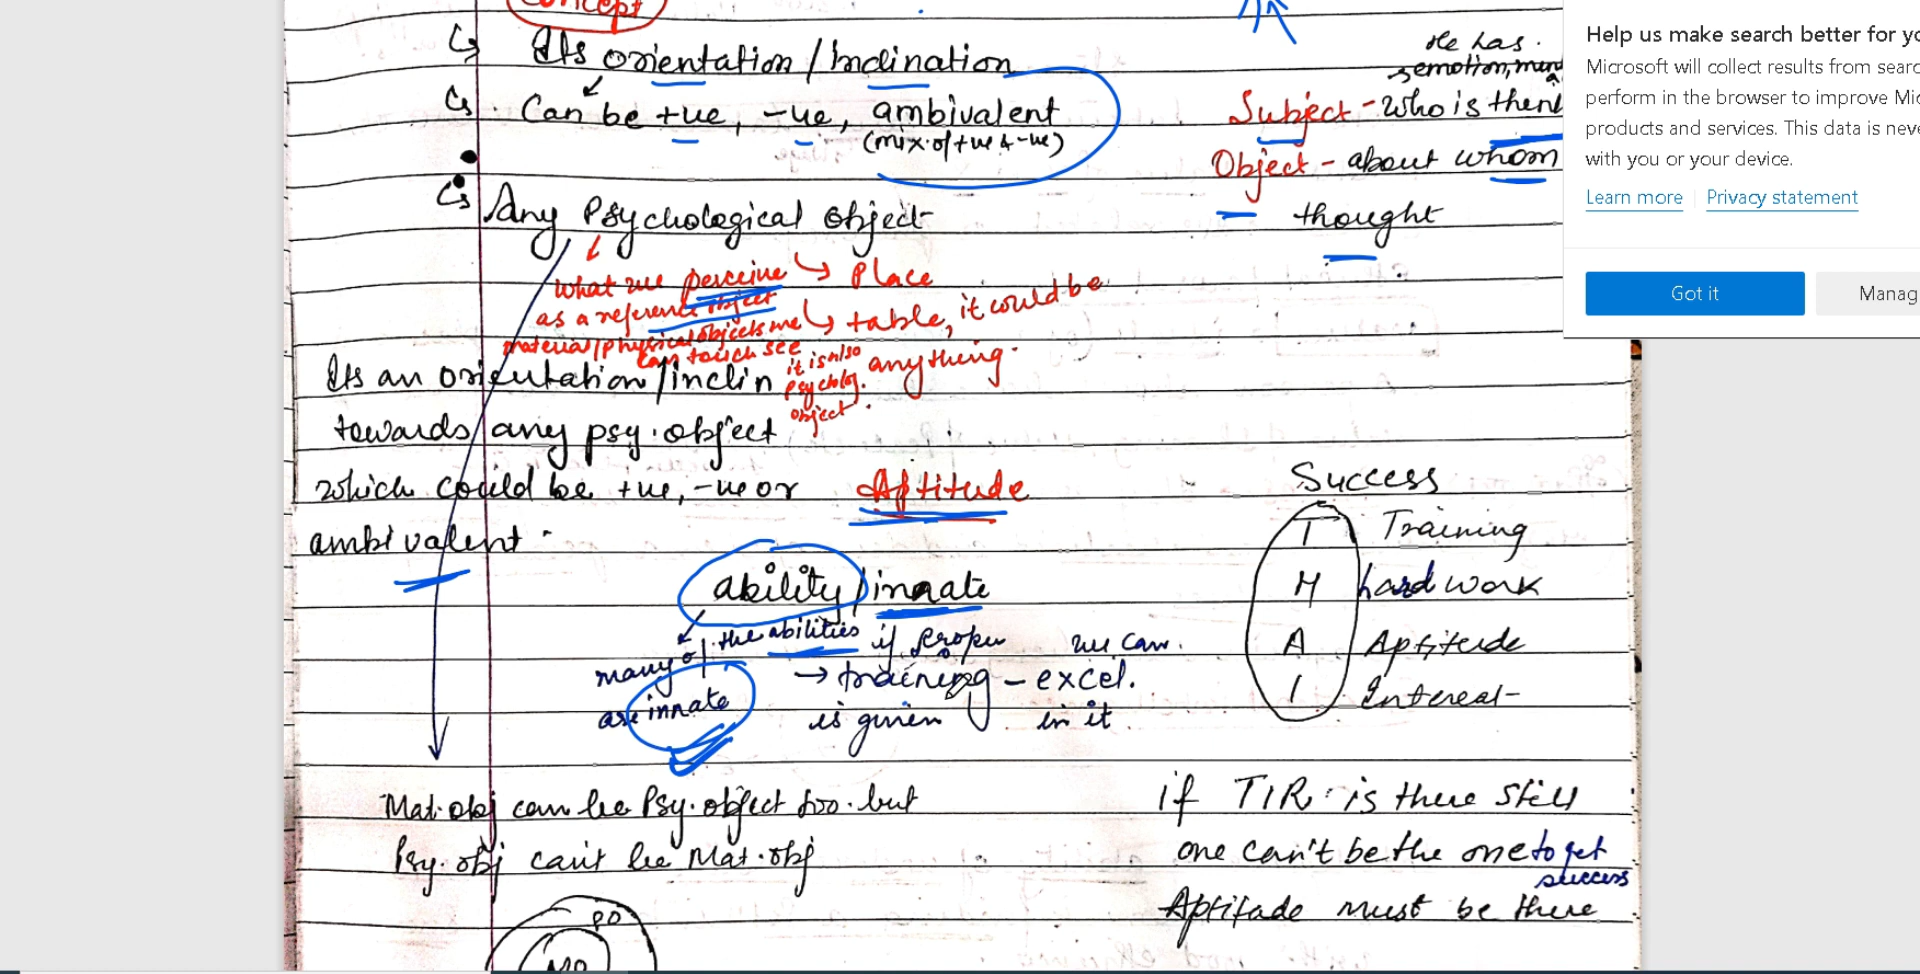 Concept
Its orientation / Inclination
Can be +ve, -ve, ambivalent
(mix of +ve & -ve)
He has
emotion, 
Subject - who is
Object - about whom
thought
Any Psychological object
what we perceive
as a reference object
Place
table, it could be
anything.
material/physical objects we
can touch see
it is also
psycholog.
object.
Its an orientation/inclin
towards any psy. object
which could be +ve, -ve or
ambivalent.
Aptitude
ability/innate
many of the abilities
are innate
if proper
→ training
is given
we can.
- excel.
in it
Success
T Training
H hard work
A Aptitude
I Interest
Mat. obj can be Psy. object too. but
Psy. obj can't be Mat. obj
PO
MO
if TIR is there still
one can't be the one to get
success
Aptitude must be there
Help us make search better for yo
Microsoft will collect results from searc
perform in the browser to improve Mic
products and services. This data is neve
with you or your device.
Learn more Privacy statement
Got it Manag